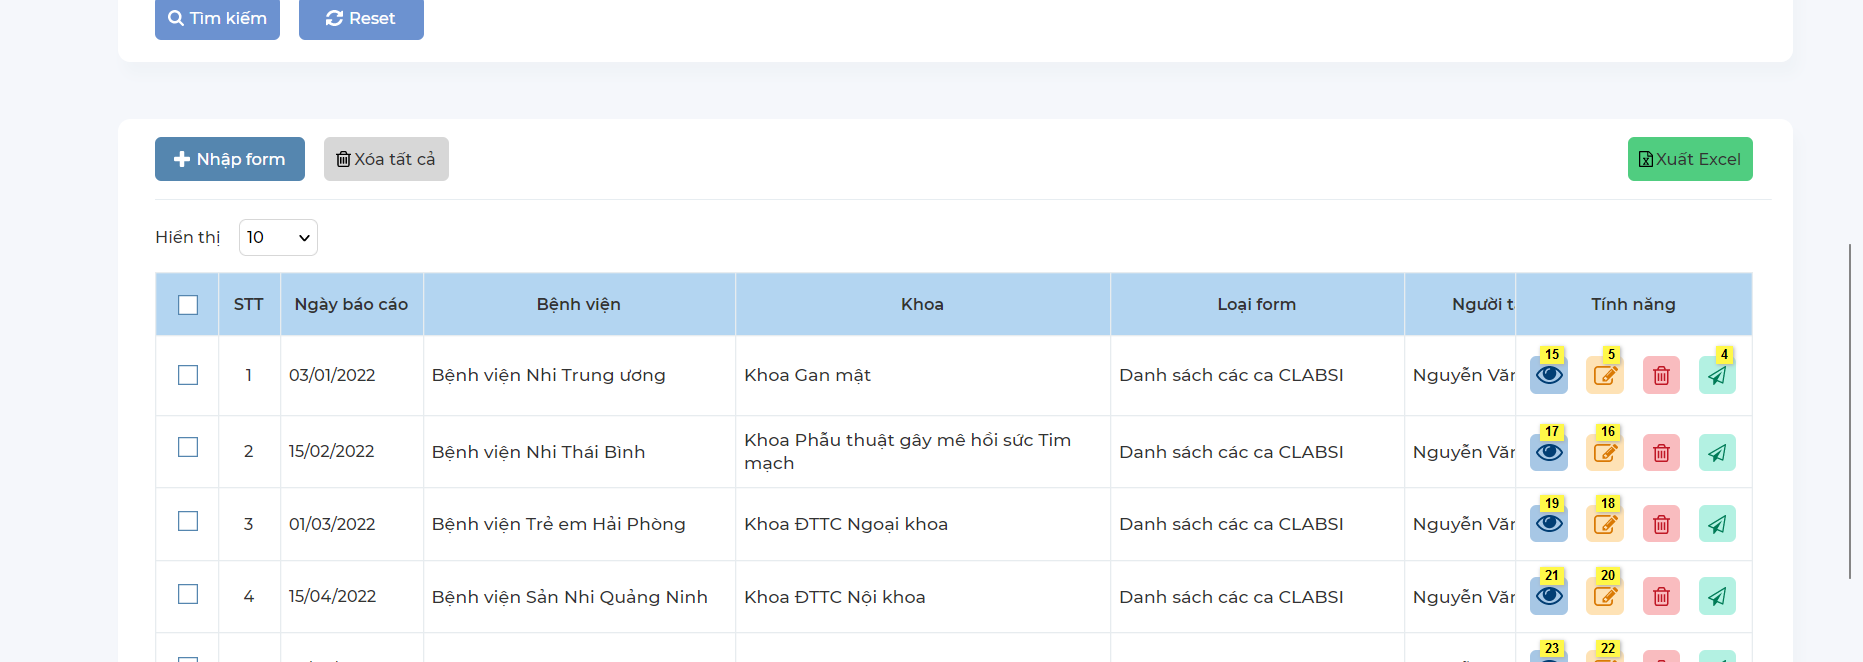 Tìm kiếm Reset
Nhập form Xóa tất cả Xuất Excel
Hiển thị 10
STT Ngày báo cáo Bệnh viện Khoa Loại form Người t Tính năng
15 5 4
1 03/01/2022 Bệnh viện Nhi Trung ương Khoa Gan mật Danh sách các ca CLABSI Nguyễn Văn
17 16
2 15/02/2022 Bệnh viện Nhi Thái Bình Khoa Phẫu thuật gây mê hồi sức Tim mạch Danh sách các ca CLABSI Nguyễn Văn
19 18
3 01/03/2022 Bệnh viện Trẻ em Hải Phòng Khoa ĐTTC Ngoại khoa Danh sách các ca CLABSI Nguyễn Văn
21 20
4 15/04/2022 Bệnh viện Sản Nhi Quảng Ninh Khoa ĐTTC Nội khoa Danh sách các ca CLABSI Nguyễn Văn
23 22